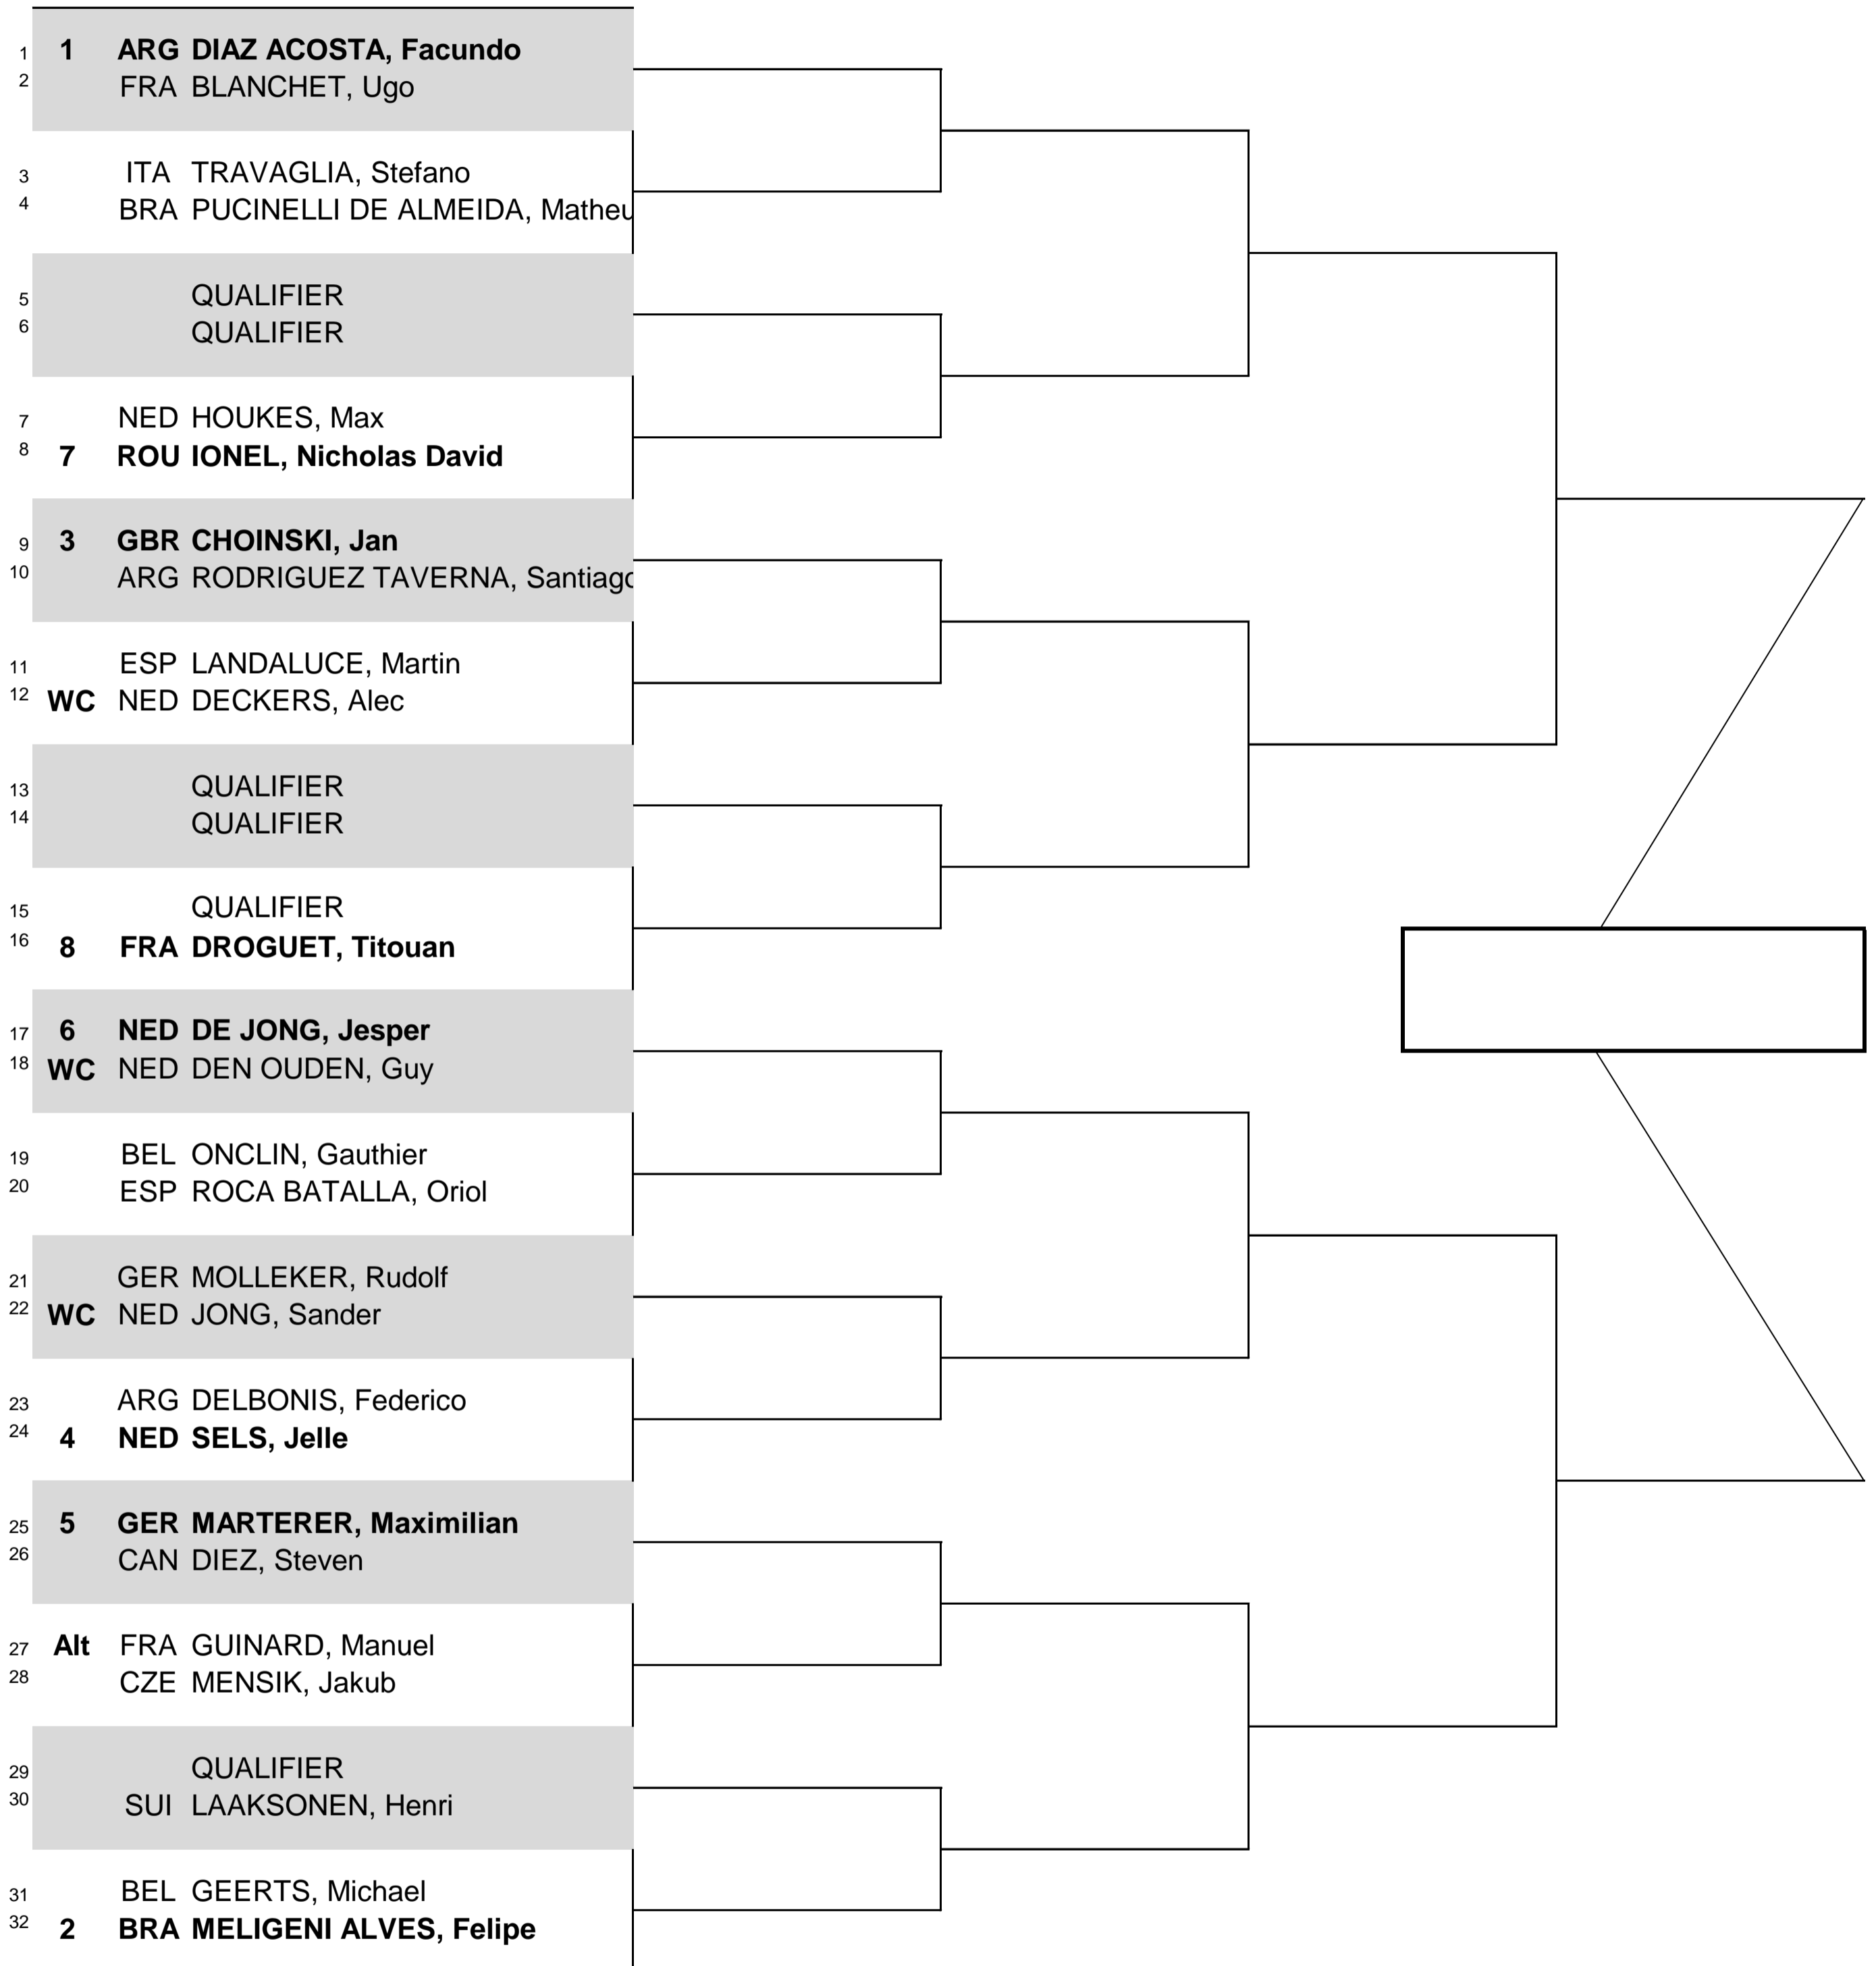 1 1 ARG DIAZ ACOSTA, Facundo
2 FRA BLANCHET, Ugo
3 ITA TRAVAGLIA, Stefano
4 BRA PUCINELLI DE ALMEIDA, Matheu
5 QUALIFIER
6 QUALIFIER
7 NED HOUKES, Max
8 7 ROU IONEL, Nicholas David
9 3 GBR CHOINSKI, Jan
10 ARG RODRIGUEZ TAVERNA, Santiago
11 ESP LANDALUCE, Martin
12 WC NED DECKERS, Alec
13 QUALIFIER
14 QUALIFIER
15 QUALIFIER
16 8 FRA DROGUET, Titouan
17 6 NED DE JONG, Jesper
18 WC NED DEN OUDEN, Guy
19 BEL ONCLIN, Gauthier
20 ESP ROCA BATALLA, Oriol
21 GER MOLLEKER, Rudolf
22 WC NED JONG, Sander
23 ARG DELBONIS, Federico
24 4 NED SELS, Jelle
25 5 GER MARTERER, Maximilian
26 CAN DIEZ, Steven
27 Alt FRA GUINARD, Manuel
28 CZE MENSIK, Jakub
29 QUALIFIER
30 SUI LAAKSONEN, Henri
31 BEL GEERTS, Michael
32 2 BRA MELIGENI ALVES, Felipe